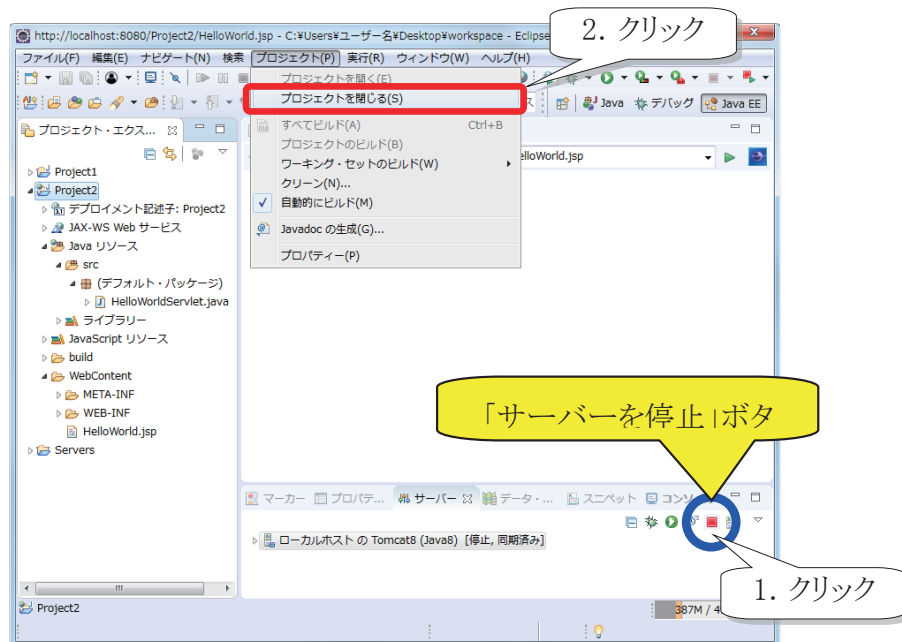 2. クリック
http://localhost:8080/Project2/HelloWorld.jsp - C:¥Users¥ユーザー名¥Desktop¥workspace - Eclipse
ファイル(F) 編集(E) ナビゲート(N) 検索 プロジェクト(P) 実行(R) ウィンドウ(W) ヘルプ(H)
プロジェクトを開く(E)
プロジェクトを閉じる(S)
Java デバッグ Java EE
すべてビルド(A) Ctrl+B
プロジェクトのビルド(B)
ワーキング・セットのビルド(W)
クリーン(N)...
自動的にビルド(M)
Javadoc の生成(G)...
プロパティー(P)
elloWorld.jsp
プロジェクト・エクス...
Project1
Project2
デプロイメント記述子: Project2
JAX-WS Web サービス
Java リソース
src
(デフォルト・パッケージ)
HelloWorldServlet.java
ライブラリー
JavaScript リソース
build
WebContent
META-INF
WEB-INF
HelloWorld.jsp
Servers
「サーバーを停止」ボタ
マーカー プロパテ... サーバー データ・... スニペット コンソ
ローカルホスト の Tomcat8 (Java8) [停止, 同期済み]
1. クリック
Project2
387M / 4